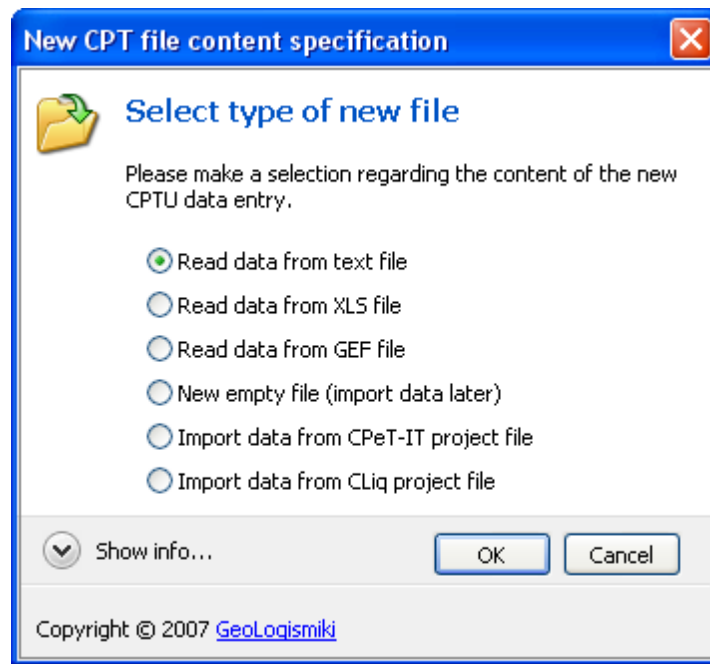 New CPT file content specification
Select type of new file
Please make a selection regarding the content of the new
CPTU data entry.
Read data from text file
Read data from XLS file
Read data from GEF file
New empty file (import data later)
Import data from CPeT-IT project file
Import data from CLiq project file
Show info...
OK
Cancel
Copyright © 2007 GeoLogismiki